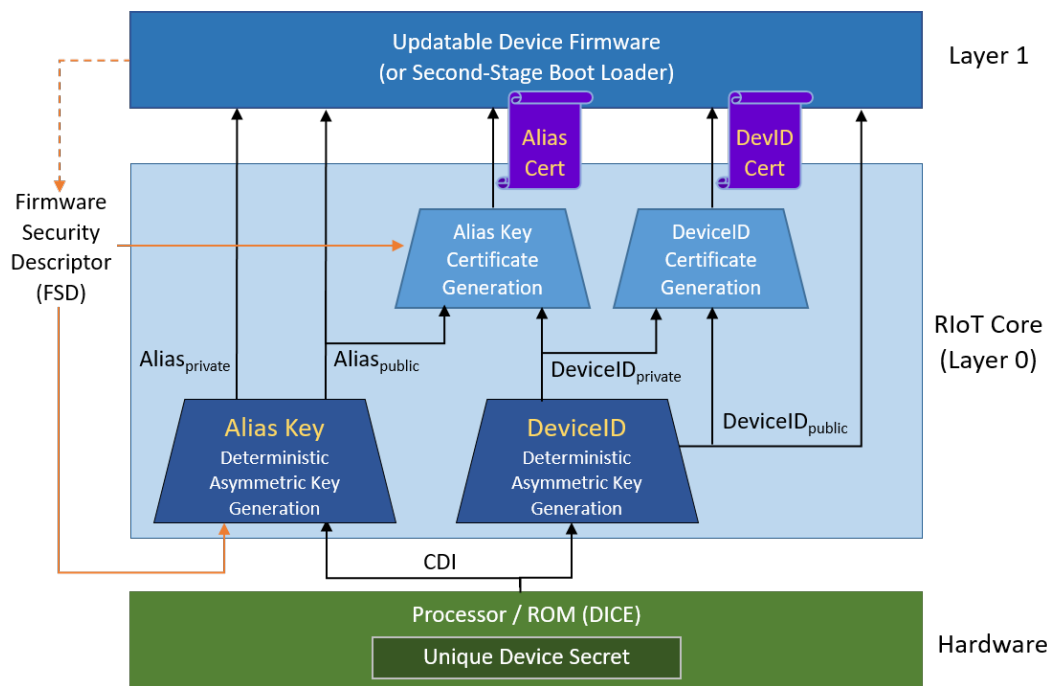 Updatable Device Firmware
(or Second-Stage Boot Loader)
Layer 1
Alias
Cert
DevID
Cert
Firmware
Security
Descriptor
(FSD)
Alias Key
Certificate
Generation
DeviceID
Certificate
Generation
RIoT Core
(Layer 0)
Aliasprivate
Aliaspublic
DeviceIDprivate
DeviceIDpublic
Alias Key
Deterministic
Asymmetric Key
Generation
DeviceID
Deterministic
Asymmetric Key
Generation
CDI
Processor / ROM (DICE)
Unique Device Secret
Hardware